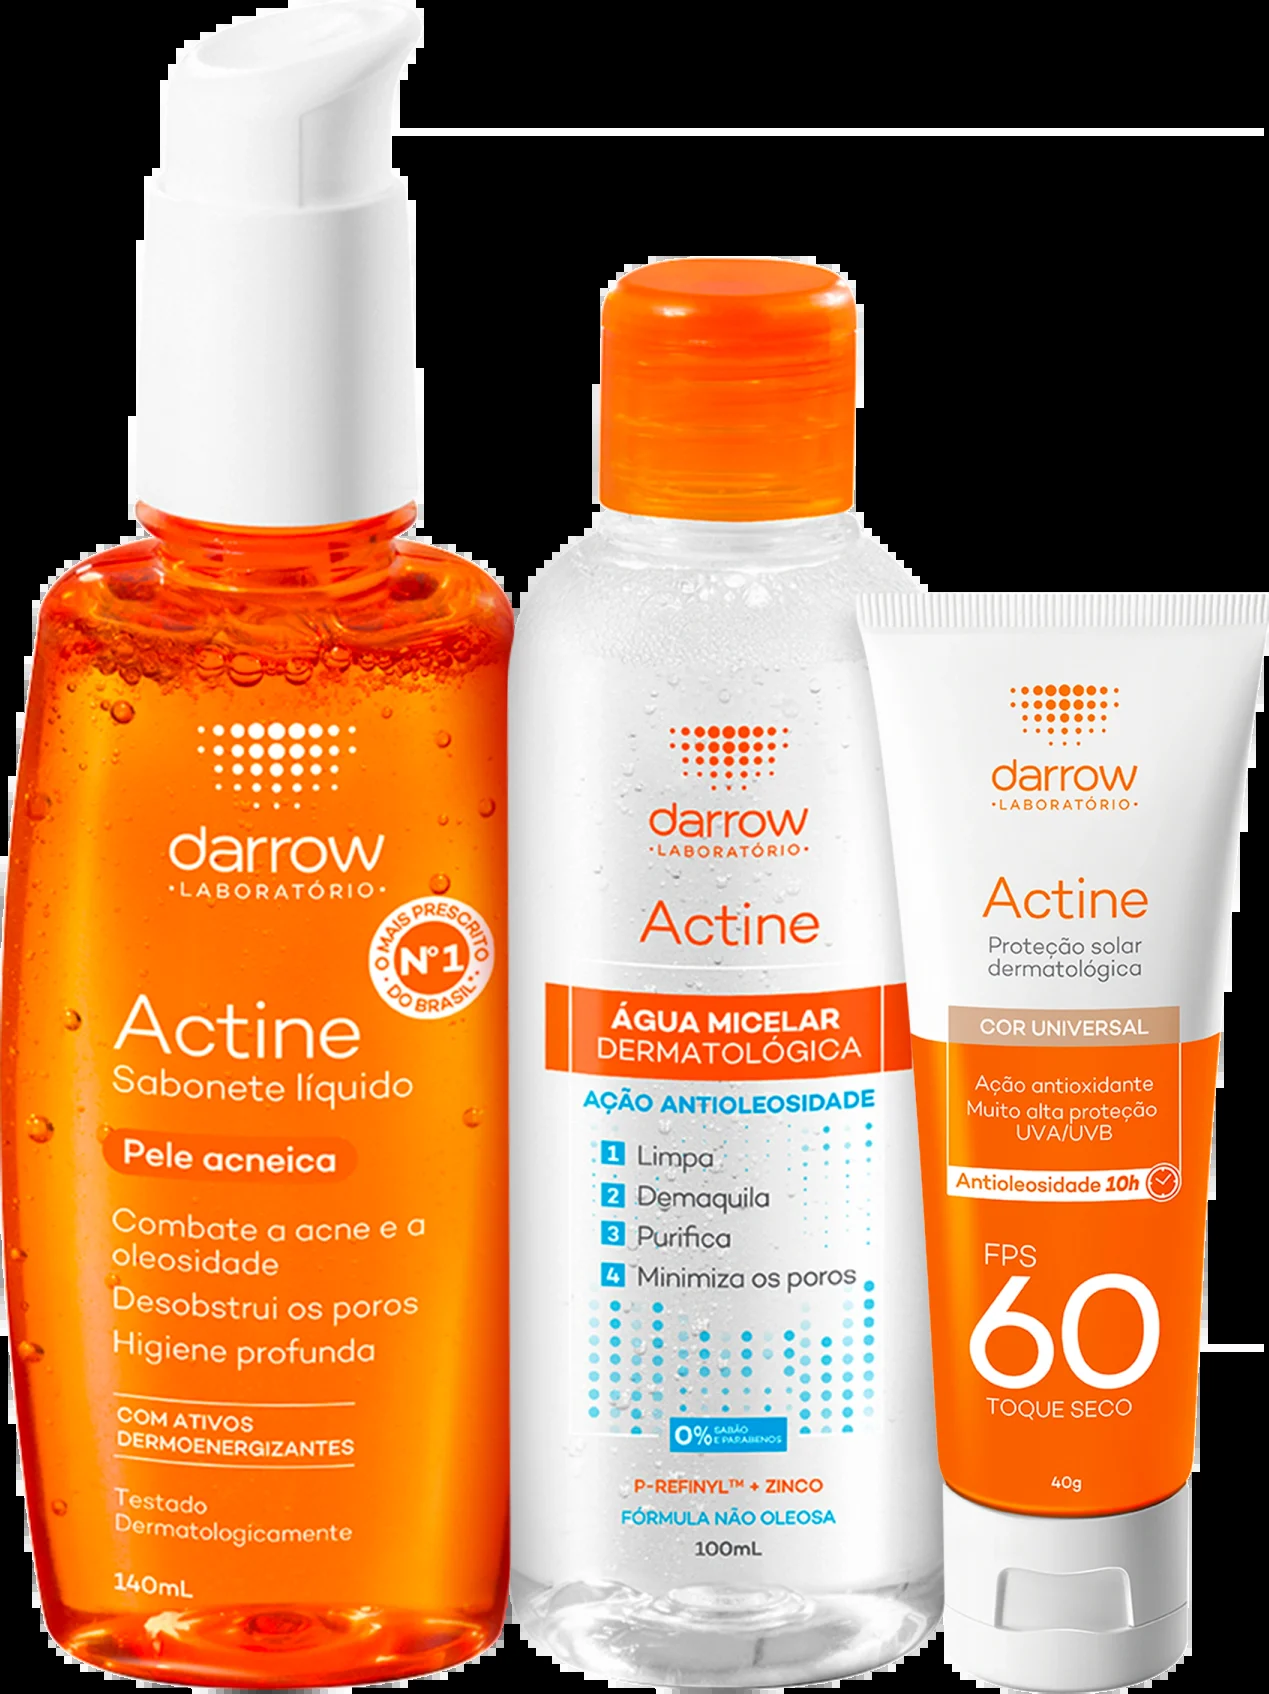 darrow
·LABORATÓRIO·
O MAIS PRESCRITO
Nº1
DO BRASIL*
Actine
Sabonete líquido
Pele acneica
Combate a acne e a
oleosidade
Desobstrui os poros
Higiene profunda
COM ATIVOS
DERMOENERGIZANTES
Testado
Dermatologicamente
140mL
darrow
·LABORATÓRIO·
Actine
ÁGUA MICELAR
DERMATOLÓGICA
AÇÃO ANTIOLEOSIDADE
1 Limpa
2 Demaquila
3 Purifica
4 Minimiza os poros
0% SABÃO
E PARABENOS
P-REFINYL™ + ZINCO
FÓRMULA NÃO OLEOSA
100mL
darrow
·LABORATÓRIO·
Actine
Proteção solar
dermatológica
COR UNIVERSAL
Ação antioxidante
Muito alta proteção
UVA/UVB
Antioleosidade 10h
FPS
60
TOQUE SECO
40g